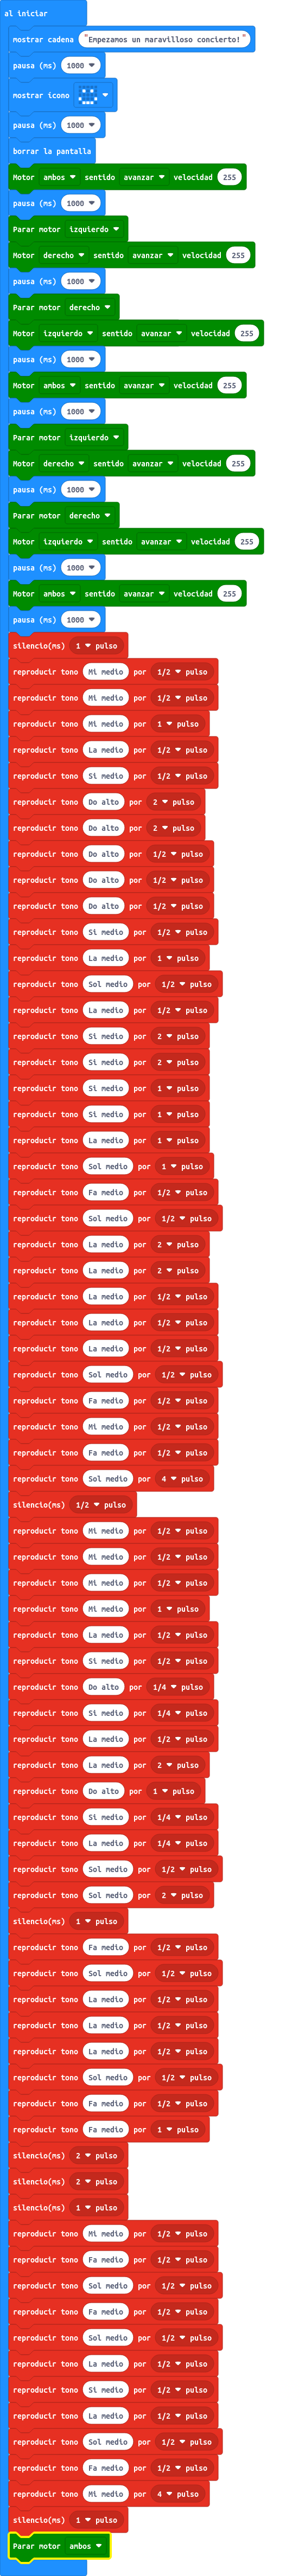 al iniciar
mostrar cadena "Empezamos un maravilloso concierto!"
pausa (ms) 1000
mostrar icono
pausa (ms) 1000
borrar la pantalla
Motor ambos sentido avanzar velocidad 255
pausa (ms) 1000
Parar motor izquierdo
Motor derecho sentido avanzar velocidad 255
pausa (ms) 1000
Parar motor derecho
Motor izquierdo sentido avanzar velocidad 255
pausa (ms) 1000
Motor ambos sentido avanzar velocidad 255
pausa (ms) 1000
Parar motor izquierdo
Motor derecho sentido avanzar velocidad 255
pausa (ms) 1000
Parar motor derecho
Motor izquierdo sentido avanzar velocidad 255
pausa (ms) 1000
Motor ambos sentido avanzar velocidad 255
pausa (ms) 1000
silencio(ms) 1 pulso
reproducir tono Mi medio por 1/2 pulso
reproducir tono Mi medio por 1/2 pulso
reproducir tono Mi medio por 1 pulso
reproducir tono La medio por 1/2 pulso
reproducir tono Si medio por 1/2 pulso
reproducir tono Do alto por 2 pulso
reproducir tono Do alto por 2 pulso
reproducir tono Do alto por 1/2 pulso
reproducir tono Do alto por 1/2 pulso
reproducir tono Do alto por 1/2 pulso
reproducir tono Si medio por 1/2 pulso
reproducir tono La medio por 1 pulso
reproducir tono Sol medio por 1/2 pulso
reproducir tono La medio por 1/2 pulso
reproducir tono Si medio por 2 pulso
reproducir tono Si medio por 2 pulso
reproducir tono Si medio por 1 pulso
reproducir tono Si medio por 1 pulso
reproducir tono La medio por 1 pulso
reproducir tono Sol medio por 1 pulso
reproducir tono Fa medio por 1/2 pulso
reproducir tono Sol medio por 1/2 pulso
reproducir tono La medio por 2 pulso
reproducir tono La medio por 2 pulso
reproducir tono La medio por 1/2 pulso
reproducir tono La medio por 1/2 pulso
reproducir tono La medio por 1/2 pulso
reproducir tono Sol medio por 1/2 pulso
reproducir tono Fa medio por 1/2 pulso
reproducir tono Mi medio por 1/2 pulso
reproducir tono Fa medio por 1/2 pulso
reproducir tono Sol medio por 4 pulso
silencio(ms) 1/2 pulso
reproducir tono Mi medio por 1/2 pulso
reproducir tono Mi medio por 1/2 pulso
reproducir tono Mi medio por 1/2 pulso
reproducir tono Mi medio por 1 pulso
reproducir tono La medio por 1/2 pulso
reproducir tono Si medio por 1/2 pulso
reproducir tono Do alto por 1/4 pulso
reproducir tono Si medio por 1/4 pulso
reproducir tono La medio por 1/2 pulso
reproducir tono La medio por 2 pulso
reproducir tono Do alto por 1 pulso
reproducir tono Si medio por 1/4 pulso
reproducir tono La medio por 1/4 pulso
reproducir tono Sol medio por 1/2 pulso
reproducir tono Sol medio por 2 pulso
silencio(ms) 1 pulso
reproducir tono Fa medio por 1/2 pulso
reproducir tono Sol medio por 1/2 pulso
reproducir tono La medio por 1/2 pulso
reproducir tono La medio por 1/2 pulso
reproducir tono La medio por 1/2 pulso
reproducir tono Sol medio por 1/2 pulso
reproducir tono Fa medio por 1/2 pulso
reproducir tono Fa medio por 1 pulso
silencio(ms) 2 pulso
silencio(ms) 2 pulso
silencio(ms) 1 pulso
reproducir tono Mi medio por 1/2 pulso
reproducir tono Fa medio por 1/2 pulso
reproducir tono Sol medio por 1/2 pulso
reproducir tono Fa medio por 1/2 pulso
reproducir tono Sol medio por 1/2 pulso
reproducir tono La medio por 1/2 pulso
reproducir tono Si medio por 1/2 pulso
reproducir tono La medio por 1/2 pulso
reproducir tono Sol medio por 1/2 pulso
reproducir tono Fa medio por 1/2 pulso
reproducir tono Mi medio por 4 pulso
silencio(ms) 1 pulso
Parar motor ambos